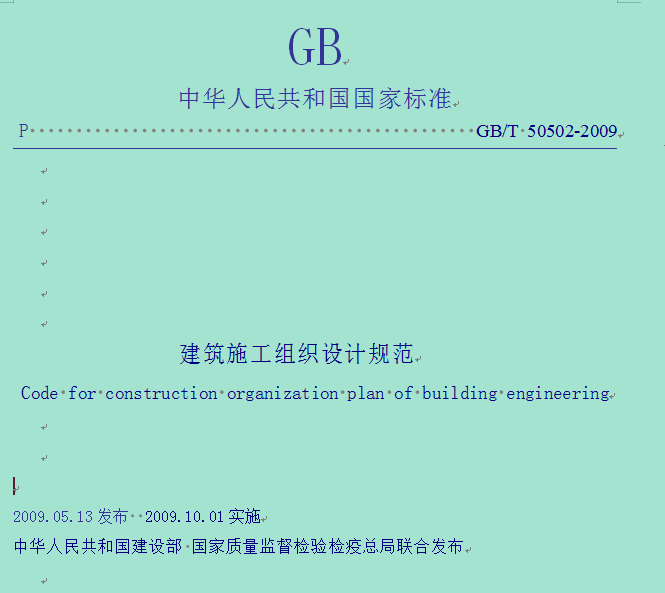 GB
中华人民共和国国家标准
P GB/T 50502-2009
建筑施工组织设计规范
Code for construction organization plan of building engineering
2009.05.13 发布 2009.10.01 实施
中华人民共和国建设部 国家质量监督检验检疫总局联合发布